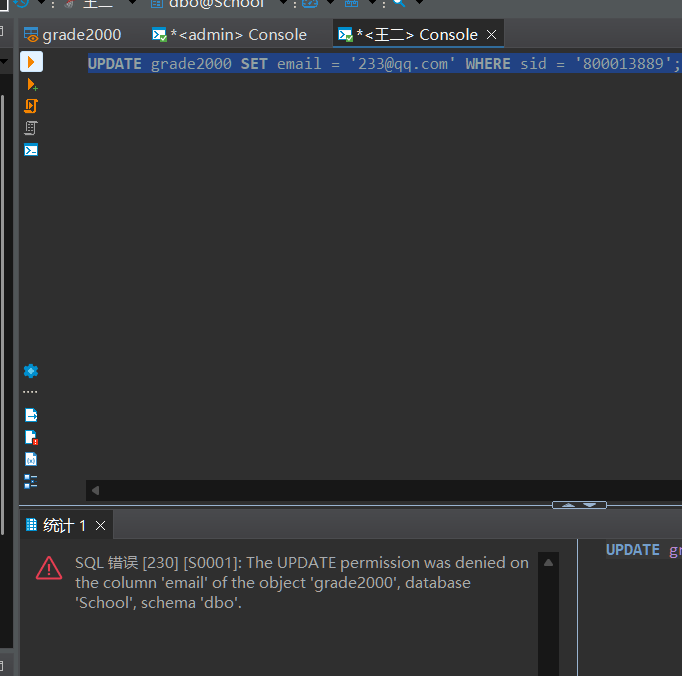 王二 dbo@School
grade2000 *<admin> Console *<王二> Console
UPDATE grade2000 SET email = '233@qq.com' WHERE sid = '800013889';
统计 1
SQL 错误 [230] [S0001]: The UPDATE permission was denied on
the column 'email' of the object 'grade2000', database
'School', schema 'dbo'.
UPDATE gr